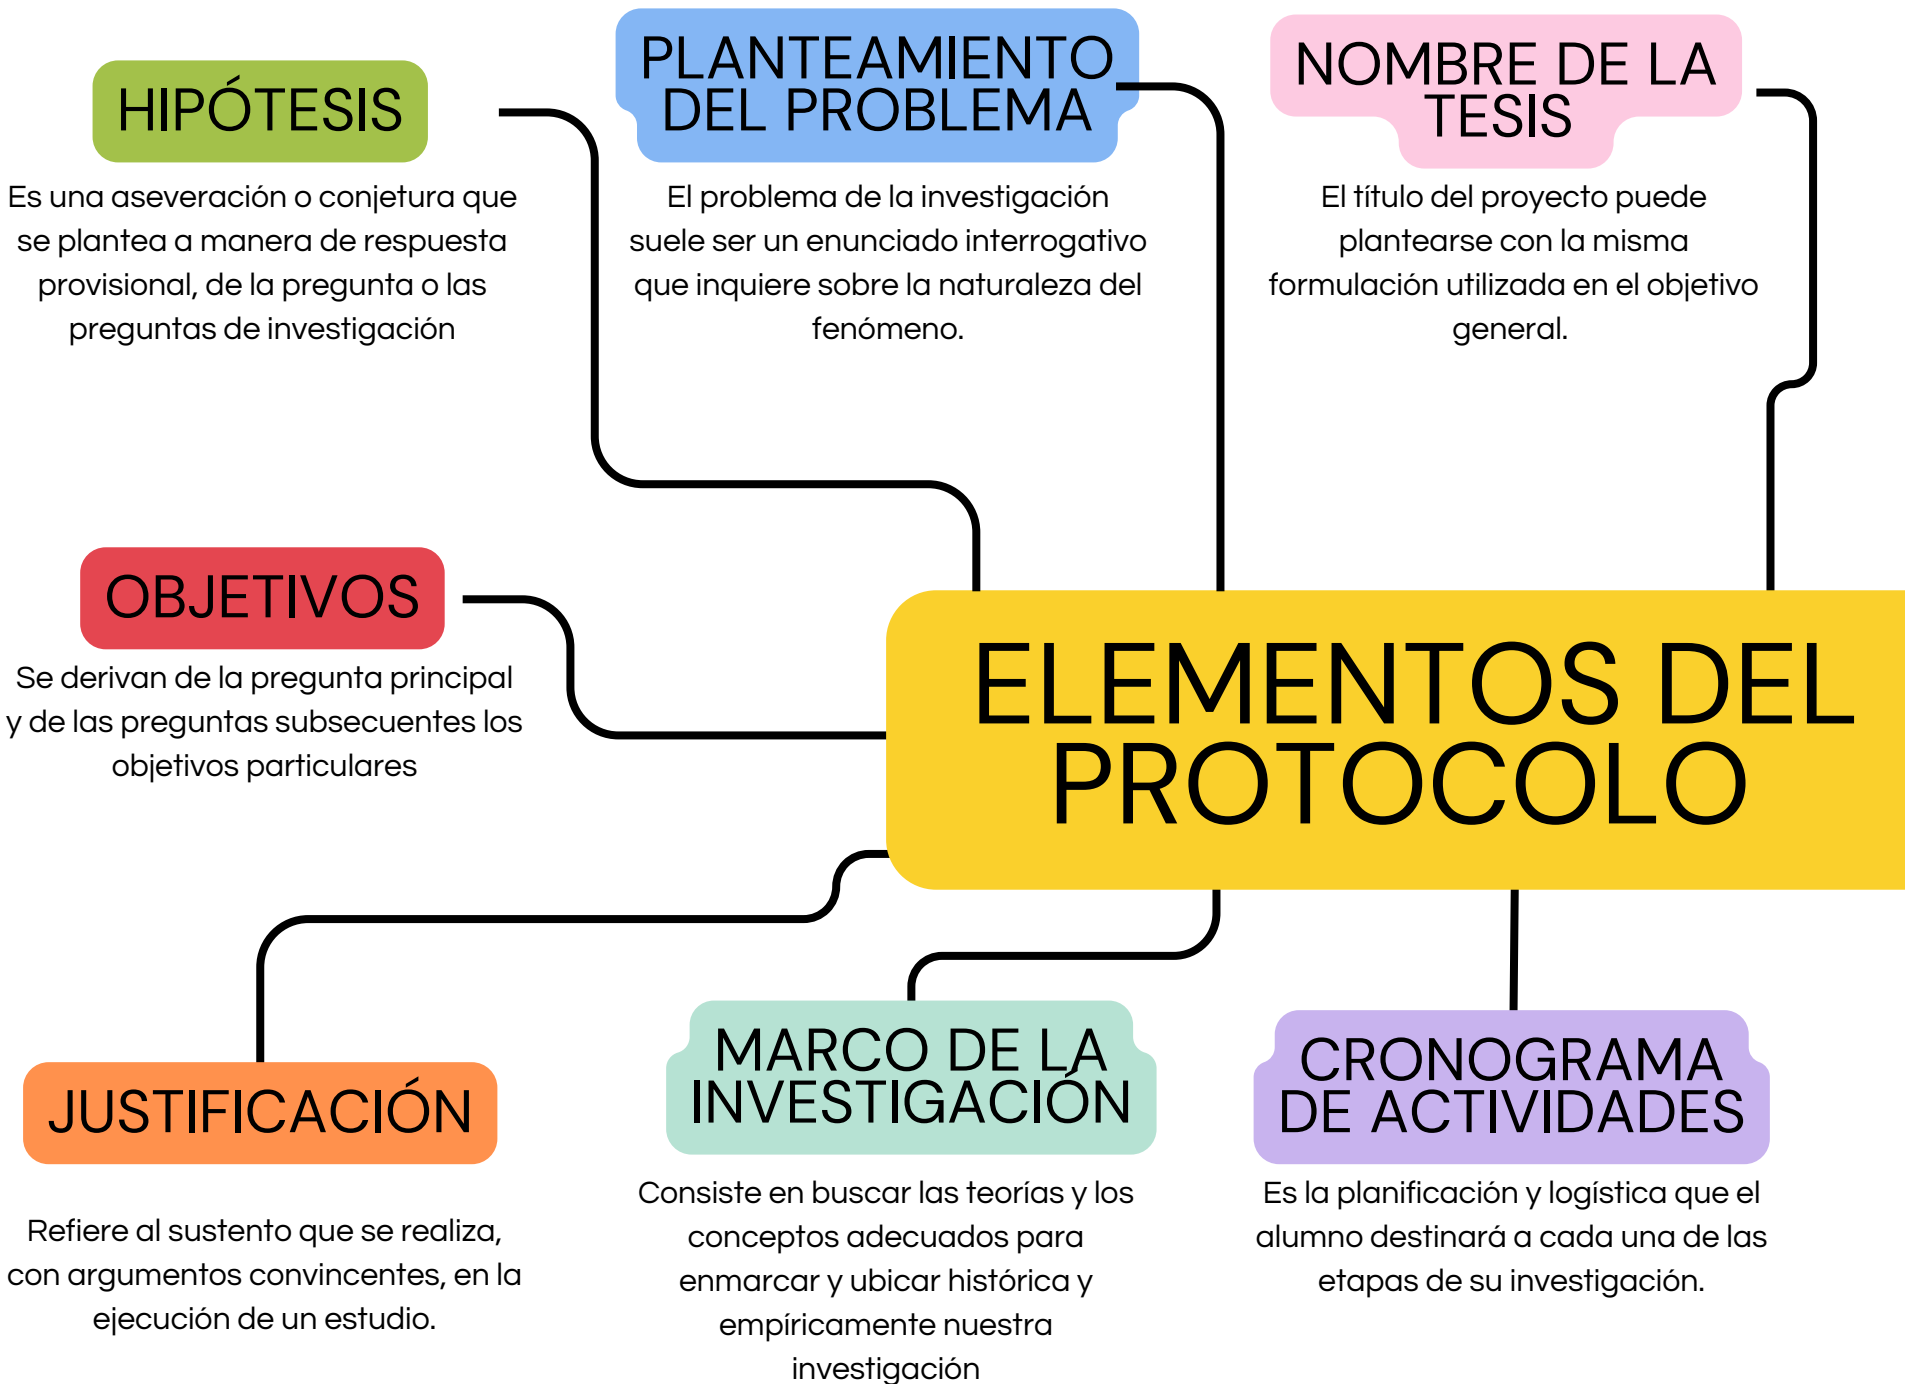 HIPÓTESIS
Es una aseveración o conjetura que
se plantea a manera de respuesta
provisional, de la pregunta o las
preguntas de investigación
PLANTEAMIENTO
DEL PROBLEMA
El problema de la investigación
suele ser un enunciado interrogativo
que inquiere sobre la naturaleza del
fenómeno.
NOMBRE DE LA
TESIS
El título del proyecto puede
plantearse con la misma
formulación utilizada en el objetivo
general.
OBJETIVOS
Se derivan de la pregunta principal
y de las preguntas subsecuentes los
objetivos particulares
ELEMENTOS DEL
PROTOCOLO
JUSTIFICACIÓN
Refiere al sustento que se realiza,
con argumentos convincentes, en la
ejecución de un estudio.
MARCO DE LA
INVESTIGACIÓN
Consiste en buscar las teorías y los
conceptos adecuados para
enmarcar y ubicar histórica y
empíricamente nuestra
investigación
CRONOGRAMA
DE ACTIVIDADES
Es la planificación y logística que el
alumno destinará a cada una de las
etapas de su investigación.